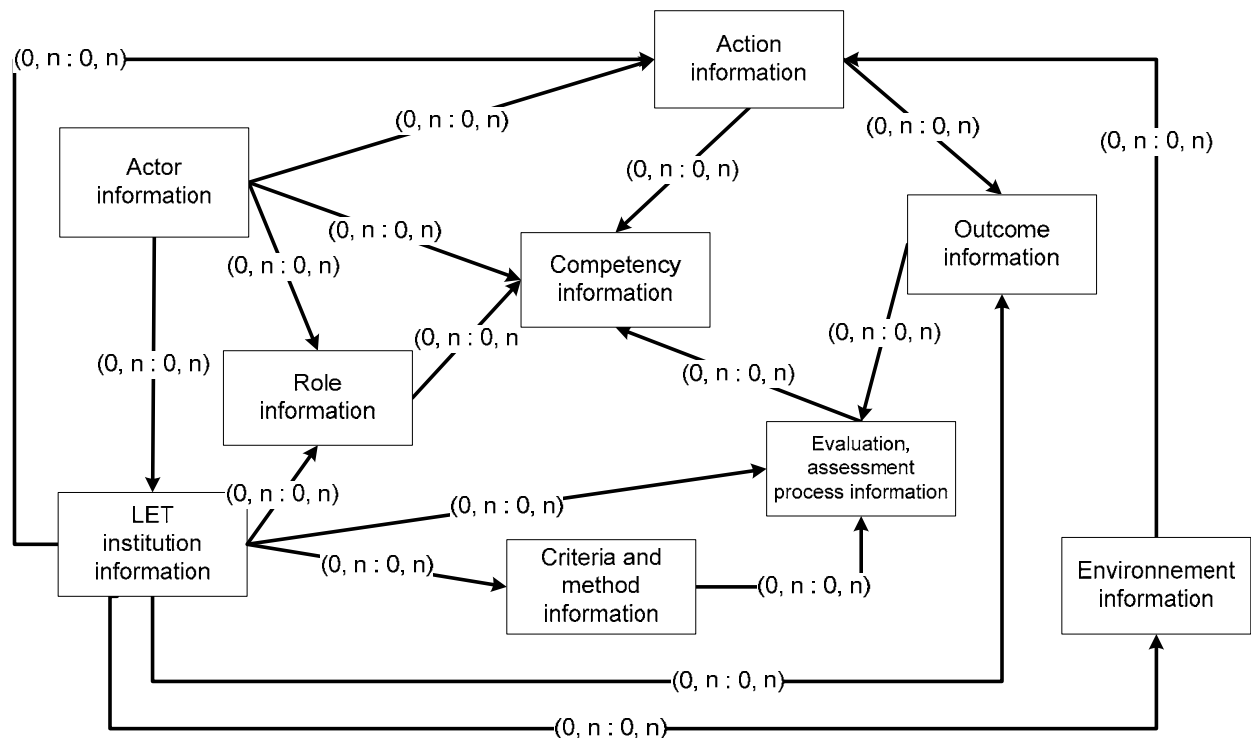 (0, n : 0, n)
Action
information
(0, n : 0, n)
(0, n : 0, n)
(0, n : 0, n)
Actor
information
(0, n : 0, n)
(0, n : 0, n)
Outcome
information
Competency
information
(0, n : 0, n)
(0, n : 0, n
(0, n : 0, n)
(0, n : 0, n)
(0, n : 0, n)
Role
information
Evaluation,
assessment
process information
(0, n : 0, n)
(0, n : 0, n)
LET
institution
information
(0, n : 0, n)
Criteria and
method
information
(0, n : 0, n)
Environnement
information
(0, n : 0, n)
(0, n : 0, n)